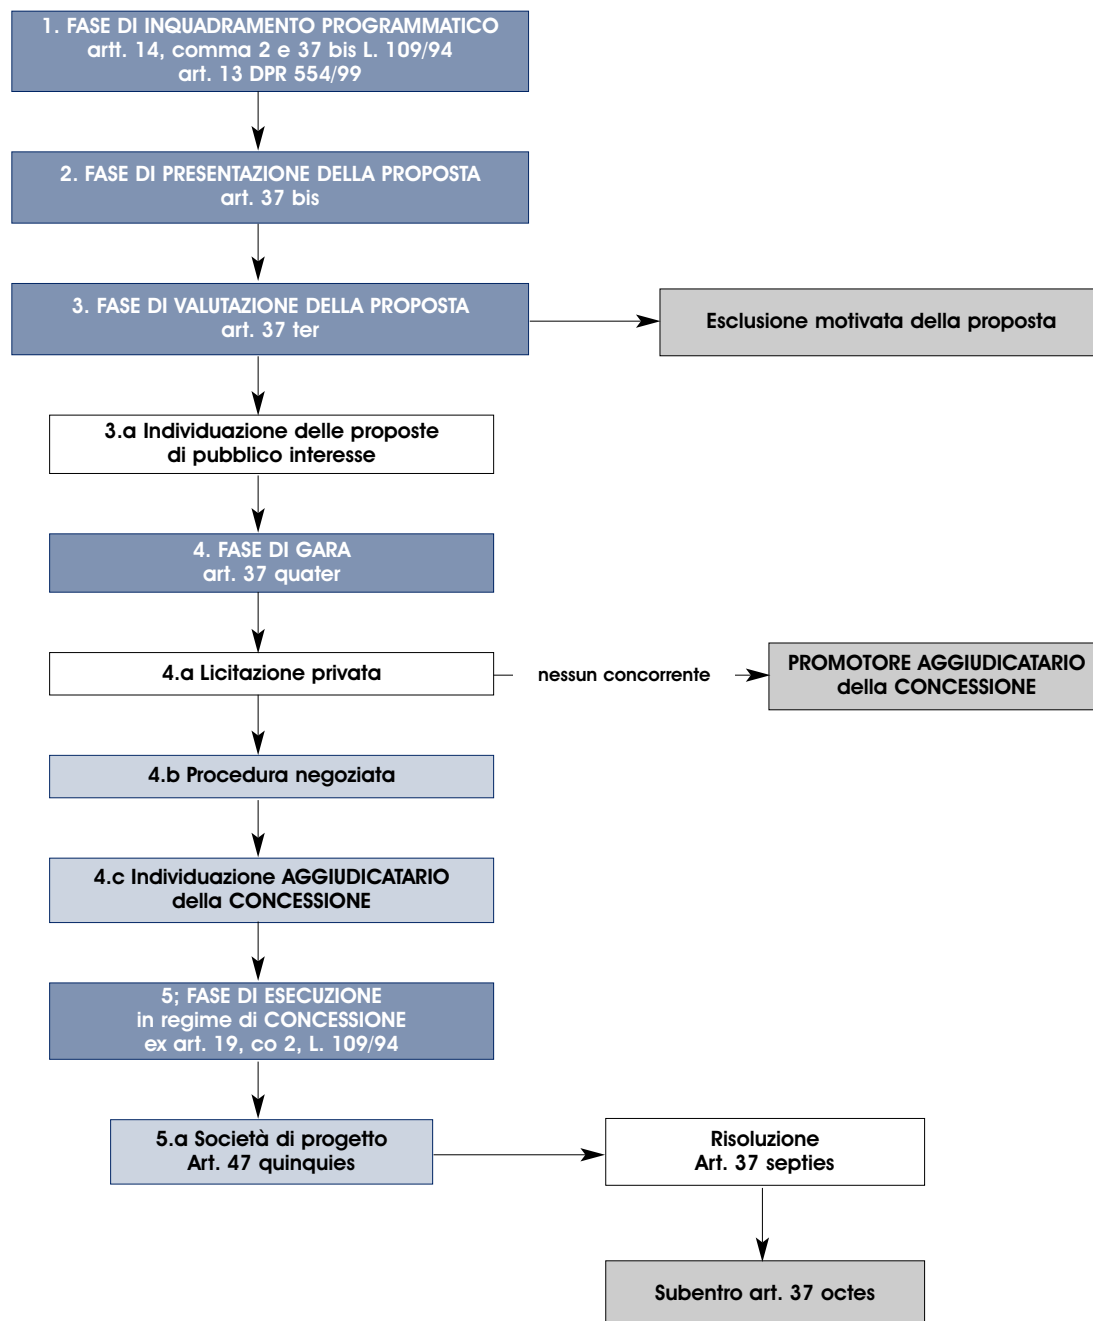 1. FASE DI INQUADRAMENTO PROGRAMMATICO
artt. 14, comma 2 e 37 bis L. 109/94
art. 13 DPR 554/99
2. FASE DI PRESENTAZIONE DELLA PROPOSTA
art. 37 bis
3. FASE DI VALUTAZIONE DELLA PROPOSTA
art. 37 ter
Esclusione motivata della proposta
3.a Individuazione delle proposte
di pubblico interesse
4. FASE DI GARA
art. 37 quater
4.a Licitazione privata
nessun concorrente
PROMOTORE AGGIUDICATARIO
della CONCESSIONE
4.b Procedura negoziata
4.c Individuazione AGGIUDICATARIO
della CONCESSIONE
5; FASE DI ESECUZIONE
in regime di CONCESSIONE
ex art. 19, co 2, L. 109/94
5.a Società di progetto
Art. 47 quinquies
Risoluzione
Art. 37 septies
Subentro art. 37 octes